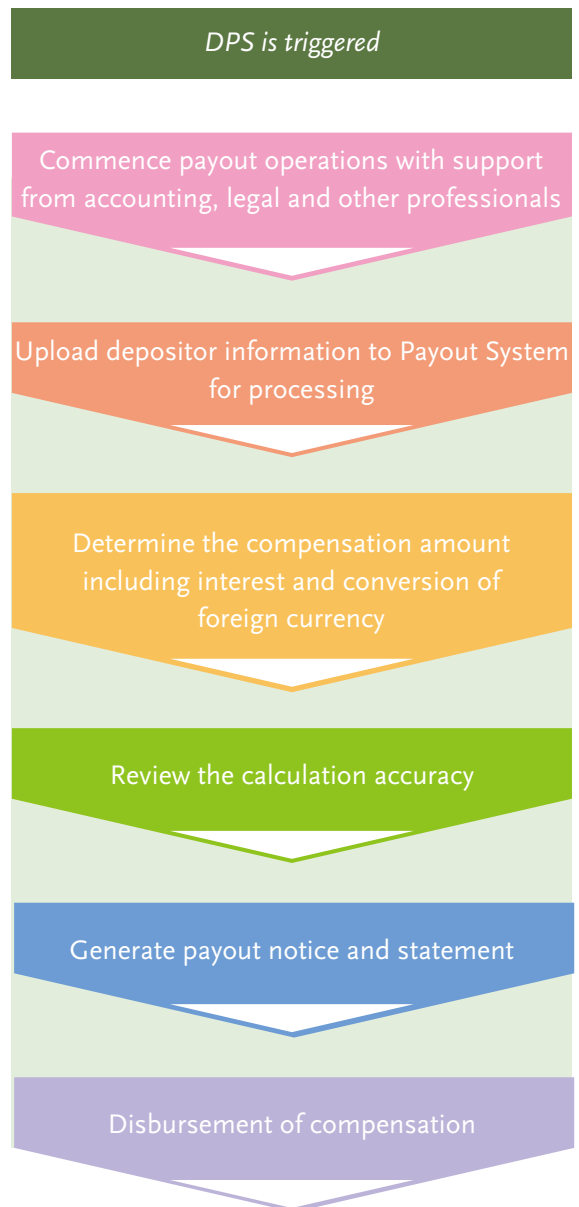 DPS is triggered
Commence payout operations with support
from accounting, legal and other professionals
Upload depositor information to Payout System
for processing
Determine the compensation amount
including interest and conversion of
foreign currency
Review the calculation accuracy
Generate payout notice and statement
Disbursement of compensation